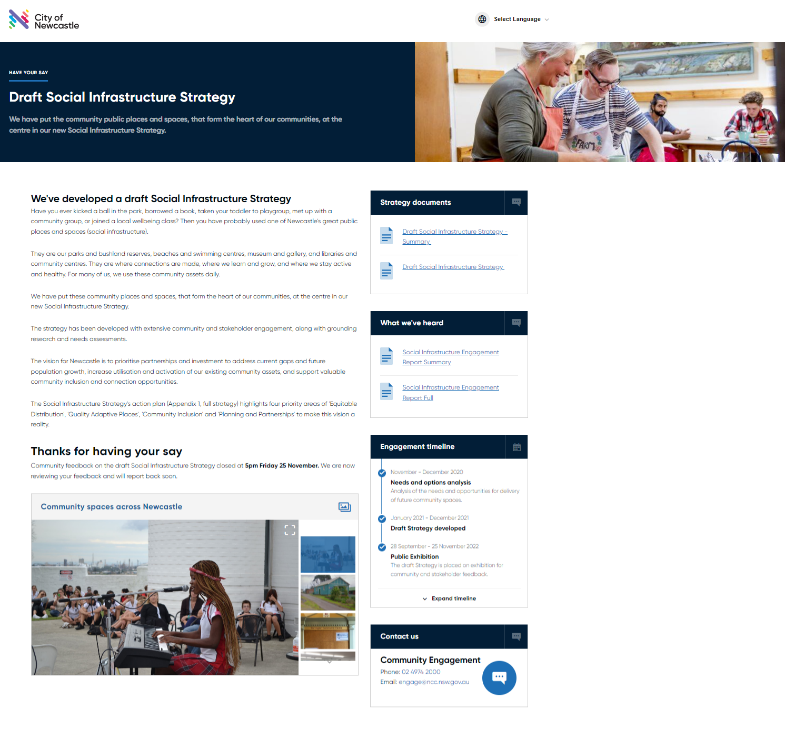 City of
Newcastle
Select Language
HAVE YOUR SAY
Draft Social Infrastructure Strategy
We have put the community public places and spaces, that form the heart of our communities, at the
centre in our new Social Infrastructure Strategy.
We've developed a draft Social Infrastructure Strategy
Have you ever kicked a ball in the park, borrowed a book, taken your toddler to playgroup, met up with a
community group, or joined a local wellbeing class? Then you have probably used one of Newcastle's great public
places and spaces (social infrastructure).
They are our parks and bushland reserves, beaches and swimming centres, museum and gallery, and libraries and
community centres. They are where connections are made, where we learn and grow, and where we stay active
and healthy. For many of us, we use these community assets daily.
We have put these community places and spaces, that form the heart of our communities, at the centre in our
new Social Infrastructure Strategy.
The strategy has been developed with extensive community and stakeholder engagement, along with grounding
research and needs assessments.
The vision for Newcastle is to prioritise partnerships and investment to address current gaps and future
population growth, increase utilisation and activation of our existing community assets, and support valuable
community inclusion and connection opportunities.
The Social Infrastructure Strategy's action plan (Appendix 1, full strategy) highlights four priority areas of 'Equitable
Distribution', 'Quality Adaptive Places', 'Community Inclusion' and 'Planning and Partnerships' to make this vision a
reality.
Thanks for having your say
Community feedback on the draft Social Infrastructure Strategy closed at 5pm Friday 25 November. We are now
reviewing your feedback and will report back soon.
Community spaces across Newcastle
Strategy documents
Draft Social Infrastructure Strategy -
Summary
Draft Social Infrastructure Strategy
What we've heard
Social Infrastructure Engagement
Report Summary
Social Infrastructure Engagement
Report Full
Engagement timeline
November - December 2020
Needs and options analysis
Analysis of the needs and opportunities for delivery
of future community spaces.
January 2021 - December 2021
Draft Strategy developed
28 September - 25 November 2022
Public Exhibition
The draft Strategy is placed on exhibition for
community and stakeholder feedback.
Expand timeline
Contact us
Community Engagement
Phone: 02 4974 2000
Email: engage@ncc.nsw.gov.au